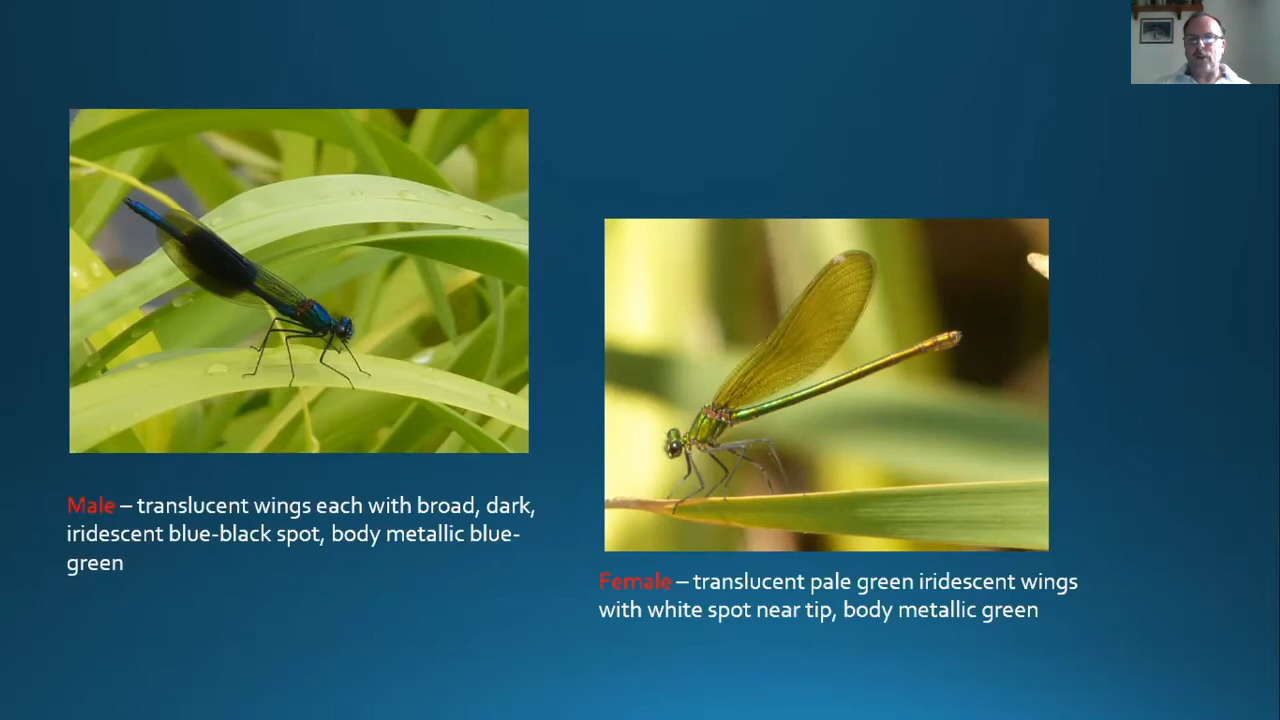 Male – translucent wings each with broad, dark,
iridescent blue-black spot, body metallic blue-
green
Female – translucent pale green iridescent wings
with white spot near tip, body metallic green